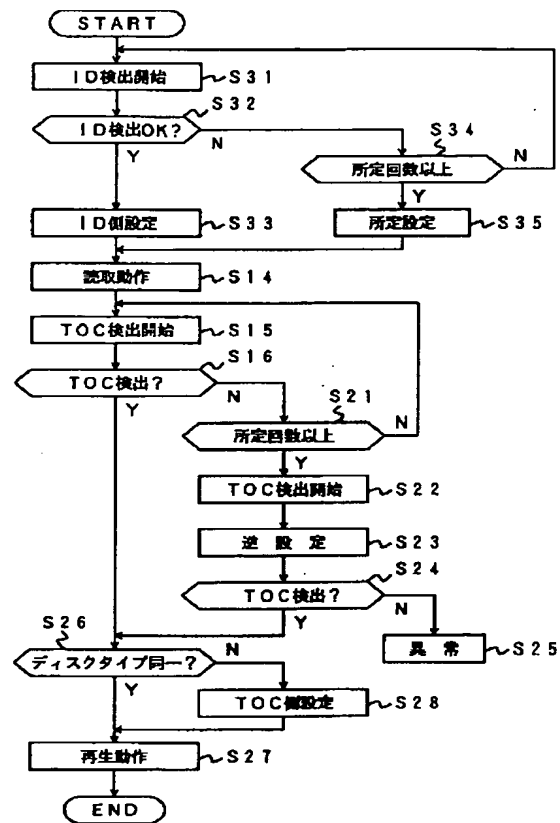 START
ID検出開始 S31
S32
ID検出OK? N
Y
S34
所定回数以上 N
Y
ID側設定 S33
所定設定 S35
読取動作 S14
TOC検出開始 S15
S16
TOC検出? N
Y
S21
所定回数以上 N
Y
TOC検出開始 S22
逆設定 S23
S24
TOC検出? N
Y
異常 S25
S26
ディスクタイプ同一? N
Y
TOC側設定 S28
再生動作 S27
END